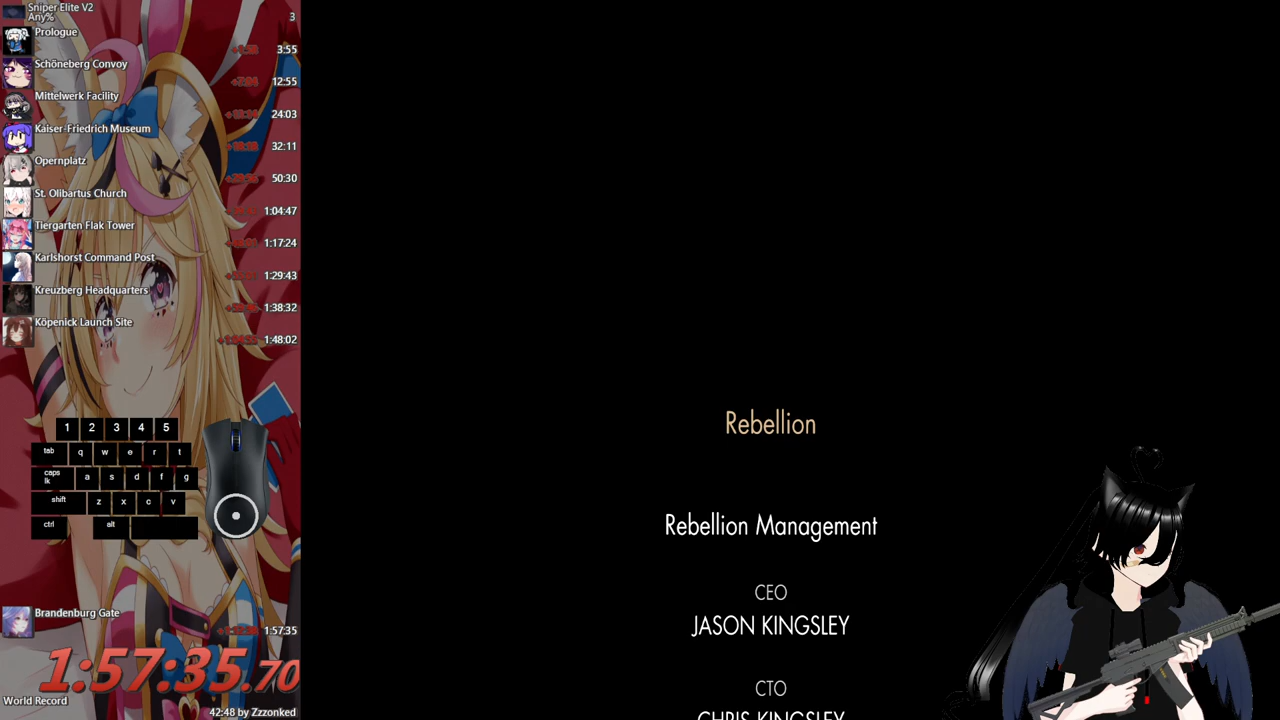 Sniper Elite V2
Any%
3
Prologue
3:55
Schöneberg Convoy
12:55
Mittelwerk Facility
24:03
Kaiser-Friedrich Museum
32:11
Opernplatz
50:30
St. Olibartus Church
1:04:47
Tiergarten Flak Tower
1:17:24
Karlshorst Command Post
1:29:43
Kreuzberg Headquarters
1:38:32
Köpenick Launch Site
1:48:02
1 2 3 4 5
tab q w e r t
caps
lk
a s d f g
shift z x c v
ctrl alt
Brandenburg Gate
1:57:35
1:57:35.70
World Record
42:48 by Zzzonked
Rebellion
Rebellion Management
CEO
JASON KINGSLEY
CTO
CHRIS KINGSLEY